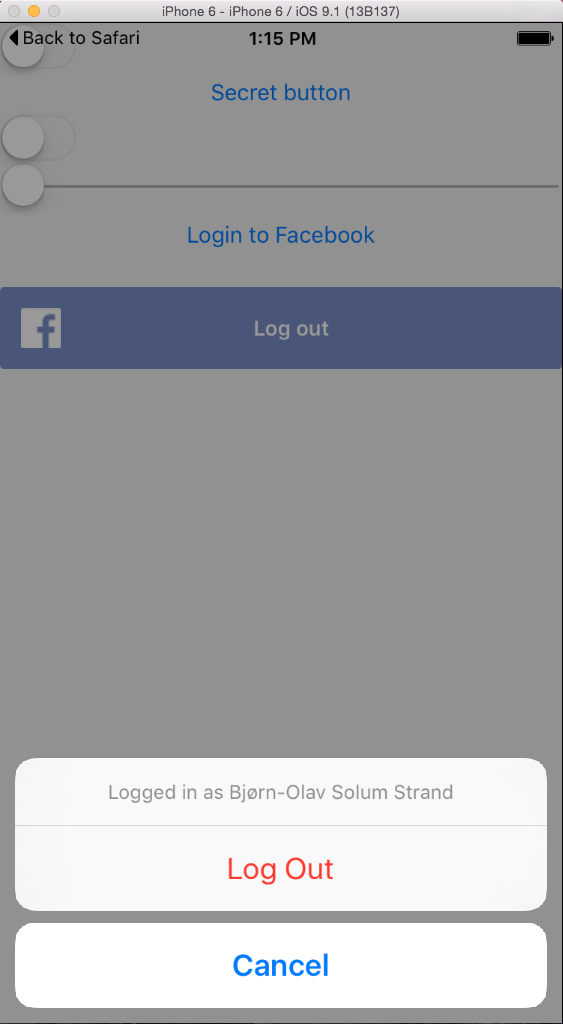 iPhone 6 - iPhone 6 / iOS 9.1 (13B137)
Back to Safari 1:15 PM
Secret button
Login to Facebook
f Log out
Logged in as Bjørn-Olav Solum Strand
Log Out
Cancel